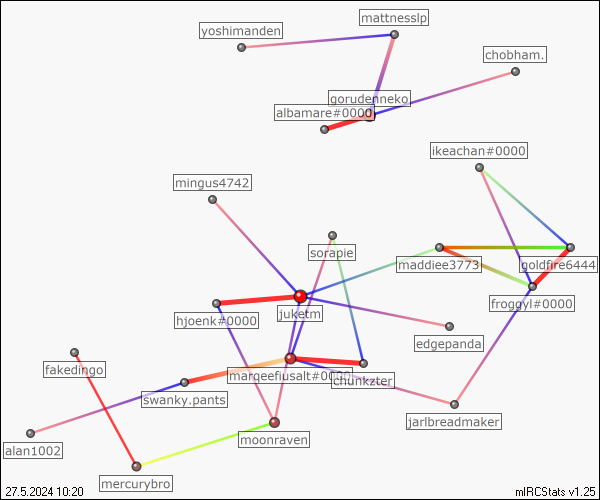 mattnesslp
yoshimanden
chobham.
gorudenneko
albamare#0000
ikeachan#0000
mingus4742
sorapie
maddiee3773
goldfire6444
froggyl#0000
juketm
hjoenk#0000
edgepanda
fakedingo
marqeefiusalt#0000
chunkzter
swanky.pants
jarlbreadmaker
moonraven
alan1002
mercurybro
27.5.2024 10:20
mIRCStats v1.25